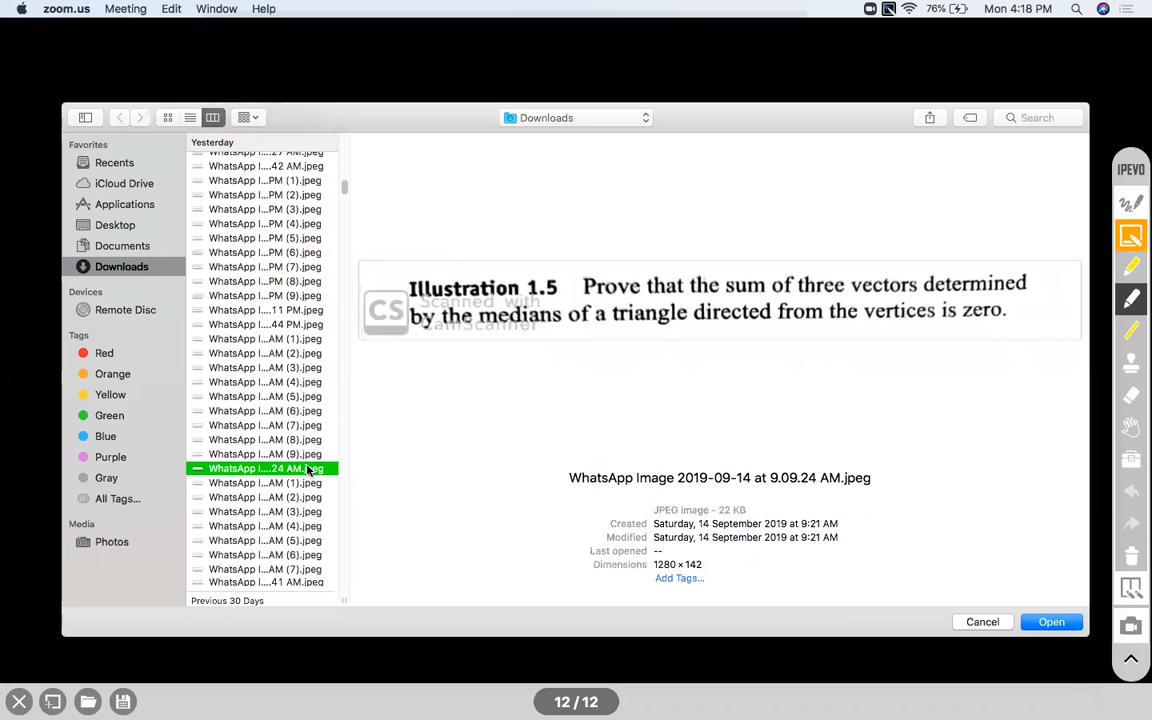 zoom.us Meeting Edit Window Help 76% Mon 4:18 PM
Downloads Search
Favorites
Recents
iCloud Drive
Applications
Desktop
Documents
Downloads
Devices
Remote Disc
Tags
Red
Orange
Yellow
Green
Blue
Purple
Gray
All Tags...
Media
Photos
Yesterday
WhatsApp I....27 AM.jpeg
WhatsApp I....42 AM.jpeg
WhatsApp I...PM (1).jpeg
WhatsApp I...PM (2).jpeg
WhatsApp I...PM (3).jpeg
WhatsApp I...PM (4).jpeg
WhatsApp I...PM (5).jpeg
WhatsApp I...PM (6).jpeg
WhatsApp I...PM (7).jpeg
WhatsApp I...PM (8).jpeg
WhatsApp I...PM (9).jpeg
WhatsApp I....11 PM.jpeg
WhatsApp I....44 PM.jpeg
WhatsApp I...AM (1).jpeg
WhatsApp I...AM (2).jpeg
WhatsApp I...AM (3).jpeg
WhatsApp I...AM (4).jpeg
WhatsApp I...AM (5).jpeg
WhatsApp I...AM (6).jpeg
WhatsApp I...AM (7).jpeg
WhatsApp I...AM (8).jpeg
WhatsApp I...AM (9).jpeg
WhatsApp I....24 AM.jpeg
WhatsApp I...AM (1).jpeg
WhatsApp I...AM (2).jpeg
WhatsApp I...AM (3).jpeg
WhatsApp I...AM (4).jpeg
WhatsApp I...AM (5).jpeg
WhatsApp I...AM (6).jpeg
WhatsApp I...AM (7).jpeg
WhatsApp I....41 AM.jpeg
Previous 30 Days
Illustration 1.5 Prove that the sum of three vectors determined
by the medians of a triangle directed from the vertices is zero.
CS
Scanned with
CamScanner
WhatsApp Image 2019-09-14 at 9.09.24 AM.jpeg
JPEG image - 22 KB
Created Saturday, 14 September 2019 at 9:21 AM
Modified Saturday, 14 September 2019 at 9:21 AM
Last opened --
Dimensions 1280 × 142
Add Tags...
Cancel Open
IPEVO
12 / 12